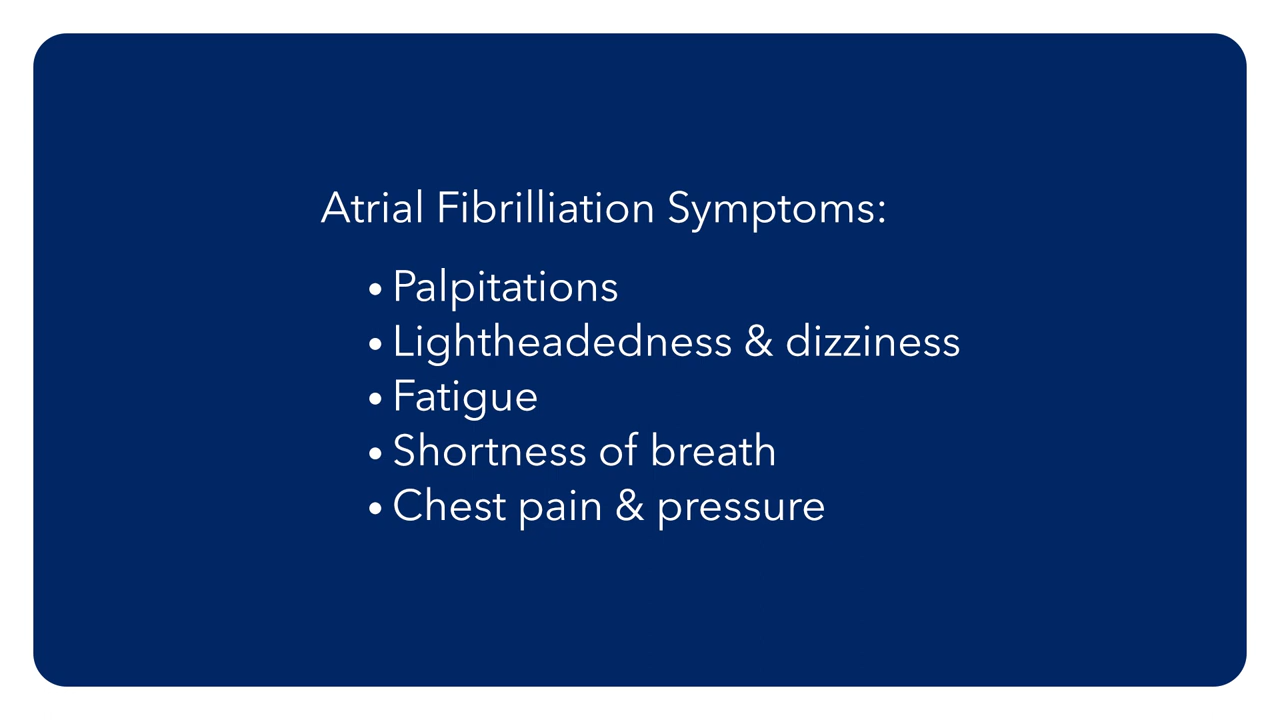 Atrial Fibrilliation Symptoms:
• Palpitations
• Lightheadedness & dizziness
• Fatigue
• Shortness of breath
• Chest pain & pressure